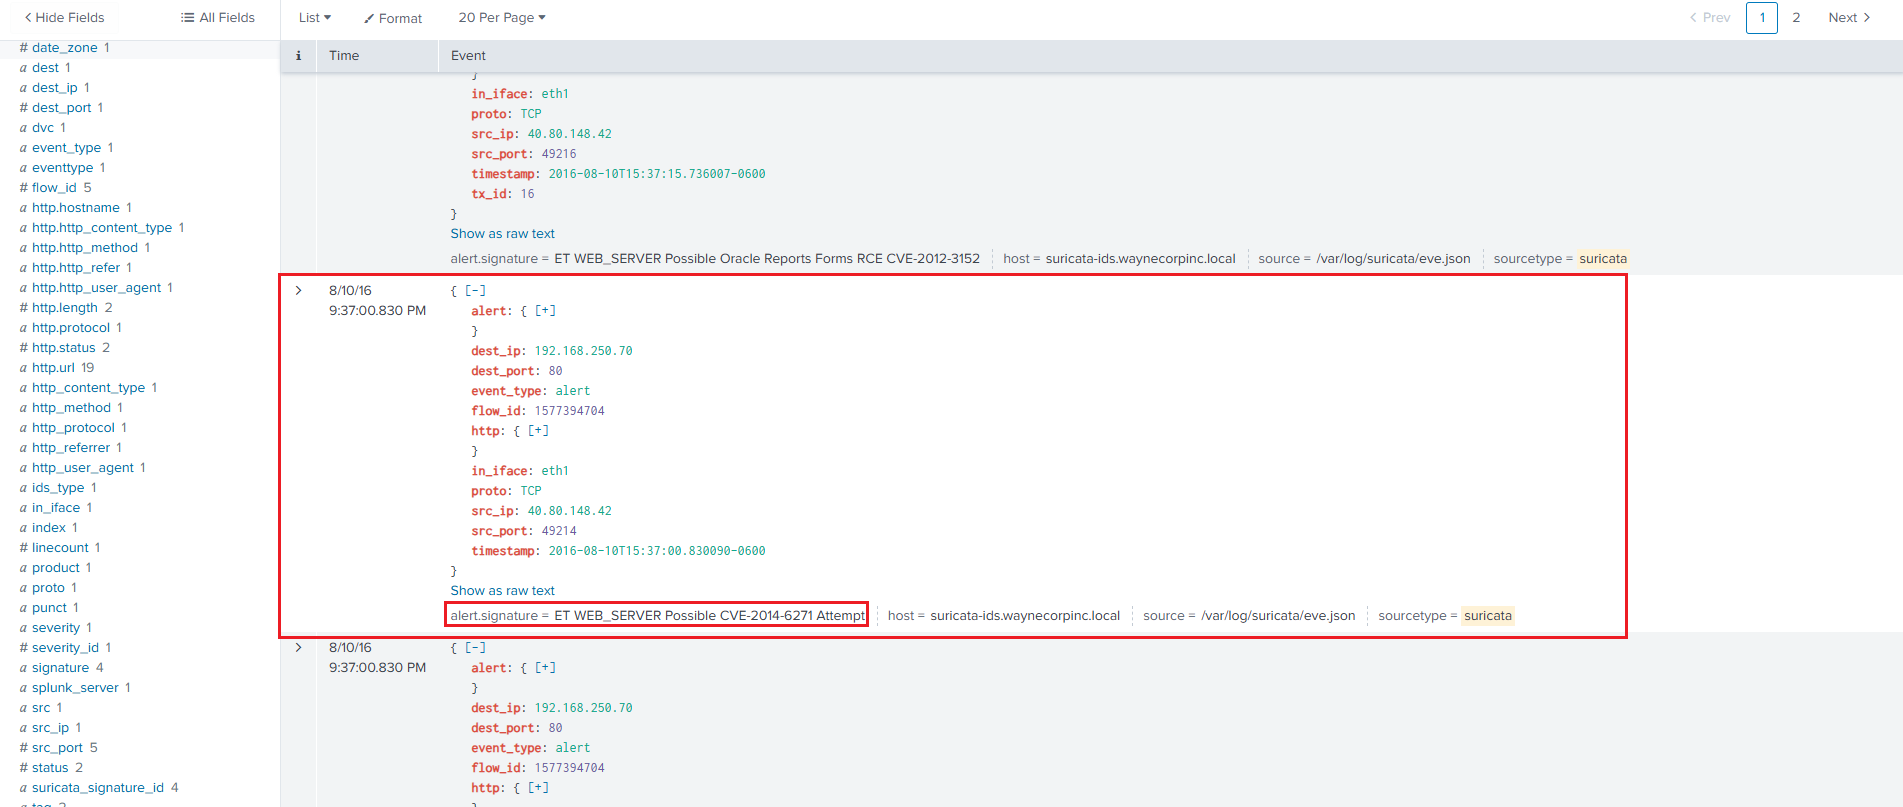 Hide Fields
All Fields
List
Format
20 Per Page
Prev
1
2
Next
i
Time
Event
# date_zone 1
a dest 1
a dest_ip 1
# dest_port 1
a dvc 1
a event_type 1
a eventtype 1
# flow_id 5
a http.hostname 1
a http.http_content_type 1
a http.http_method 1
a http.http_refer 1
a http.http_user_agent 1
# http.length 2
a http.protocol 1
# http.status 2
a http.url 19
a http_content_type 1
a http_method 1
a http_protocol 1
a http_referrer 1
a http_user_agent 1
a ids_type 1
a in_iface 1
a index 1
# linecount 1
a product 1
a proto 1
a punct 1
a severity 1
# severity_id 1
a signature 4
a splunk_server 1
a src 1
a src_ip 1
# src_port 5
# status 2
a suricata_signature_id 4
a tag 2
}
in_iface: eth1
proto: TCP
src_ip: 40.80.148.42
src_port: 49216
timestamp: 2016-08-10T15:37:15.736007-0600
tx_id: 16
}
Show as raw text
alert.signature = ET WEB_SERVER Possible Oracle Reports Forms RCE CVE-2012-3152 host = suricata-ids.waynecorpinc.local source = /var/log/suricata/eve.json sourcetype = suricata
8/10/16
9:37:00.830 PM
{ [-]
alert: { [+]
}
dest_ip: 192.168.250.70
dest_port: 80
event_type: alert
flow_id: 1577394704
http: { [+]
}
in_iface: eth1
proto: TCP
src_ip: 40.80.148.42
src_port: 49214
timestamp: 2016-08-10T15:37:00.830090-0600
}
Show as raw text
alert.signature = ET WEB_SERVER Possible CVE-2014-6271 Attempt host = suricata-ids.waynecorpinc.local source = /var/log/suricata/eve.json sourcetype = suricata
8/10/16
9:37:00.830 PM
{ [-]
alert: { [+]
}
dest_ip: 192.168.250.70
dest_port: 80
event_type: alert
flow_id: 1577394704
http: { [+]
}